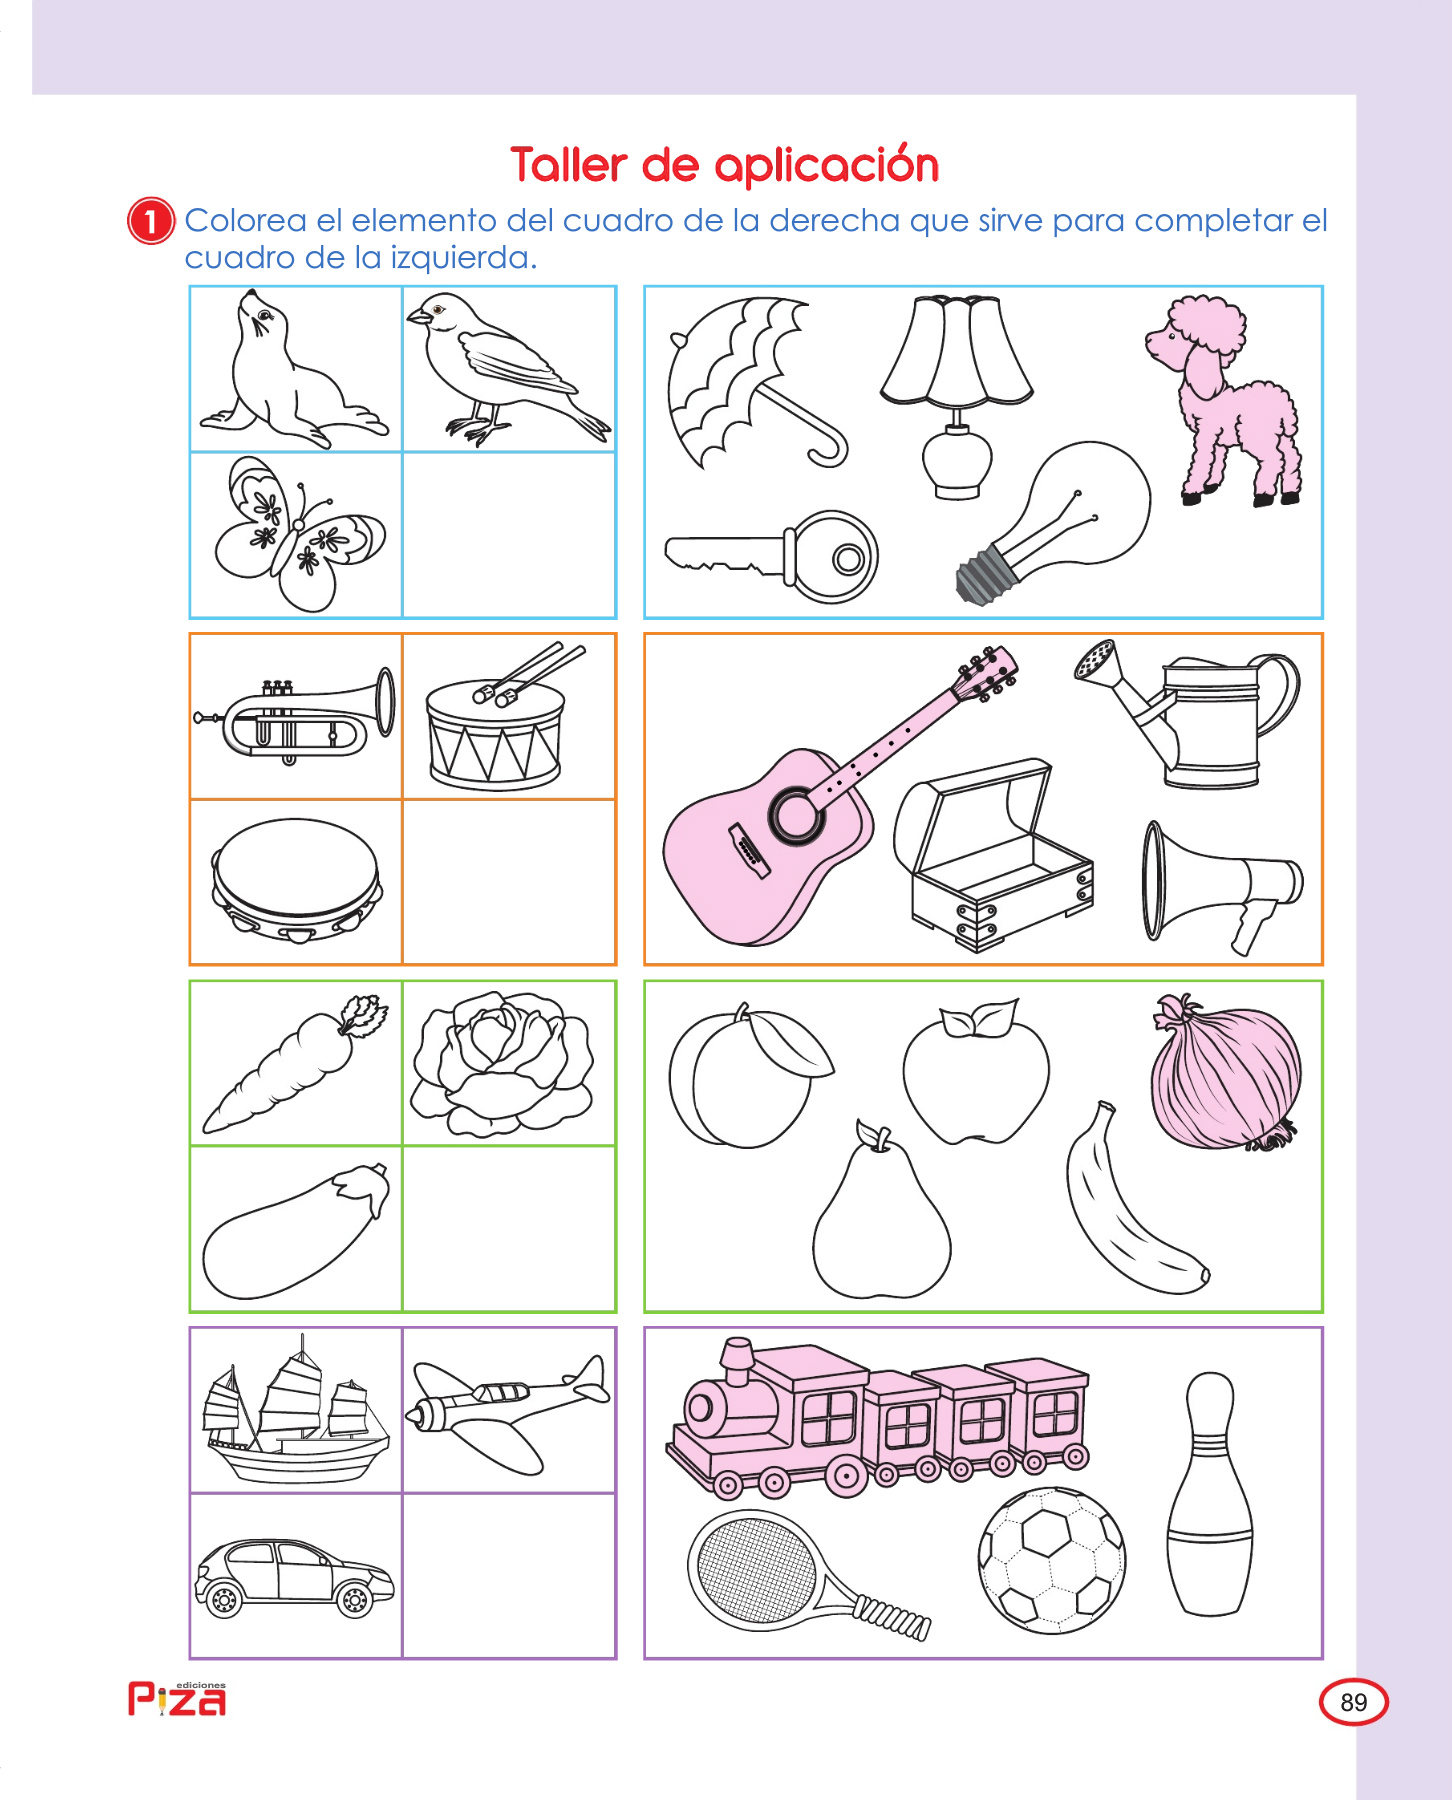 Taller de aplicación
1 Colorea el elemento del cuadro de la derecha que sirve para completar el
cuadro de la izquierda.
ediciones
Piza
89